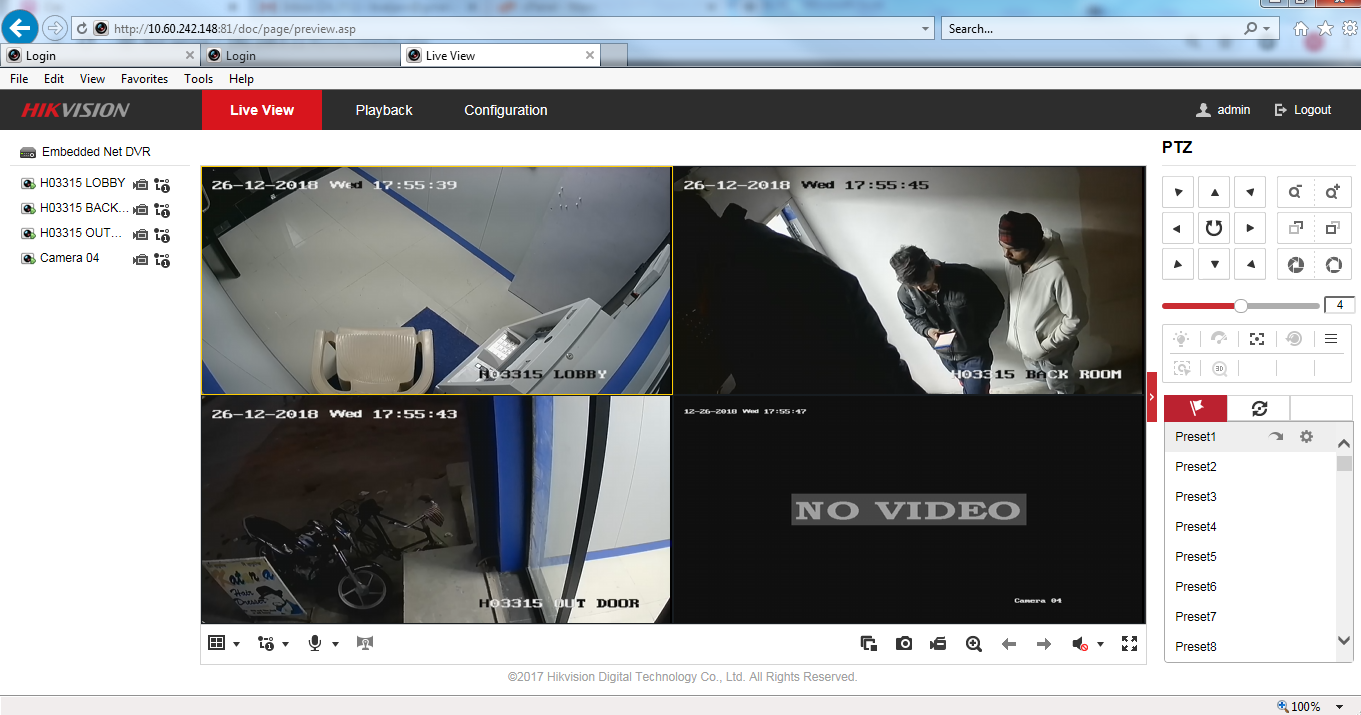 http://10.60.242.148:81/doc/page/preview.asp
Search...
Login
Login
Live View
File Edit View Favorites Tools Help
HIKVISION
Live View
Playback
Configuration
admin
Logout
Embedded Net DVR
H03315 LOBBY
H03315 BACK...
H03315 OUT...
Camera 04
26-12-2018 Wed 17:55:39
H03315 LOBBY
26-12-2018 Wed 17:55:45
H03315 BACK ROOM
26-12-2018 Wed 17:55:43
Hair
Dresser
H03315 OUT DOOR
12-26-2018 Wed 17:55:47
NO VIDEO
Camera 04
PTZ
4
3D
Preset1
Preset2
Preset3
Preset4
Preset5
Preset6
Preset7
Preset8
©2017 Hikvision Digital Technology Co., Ltd. All Rights Reserved.
100%